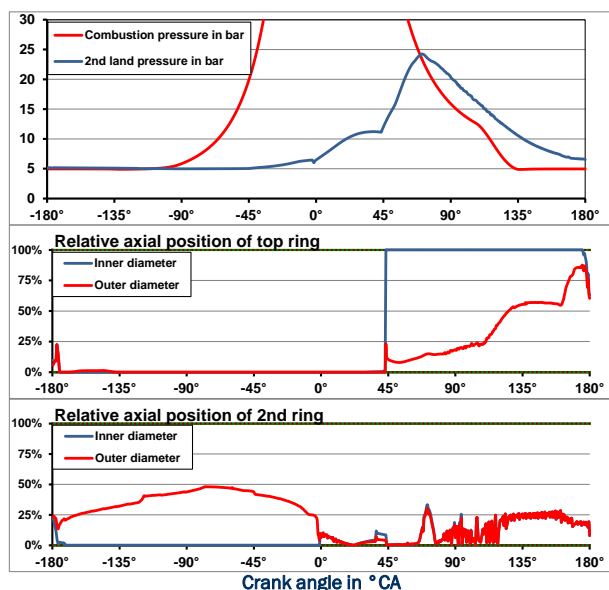 30
25
20
15
10
5
0
Combustion pressure in bar
2nd land pressure in bar
-180° -135° -90° -45° 0° 45° 90° 135° 180°
Relative axial position of top ring
100%
75%
50%
25%
0%
Inner diameter
Outer diameter
-180° -135° -90° -45° 0° 45° 90° 135° 180°
Relative axial position of 2nd ring
100%
75%
50%
25%
0%
Inner diameter
Outer diameter
-180° -135° -90° -45° 0° 45° 90° 135° 180°
Crank angle in °CA